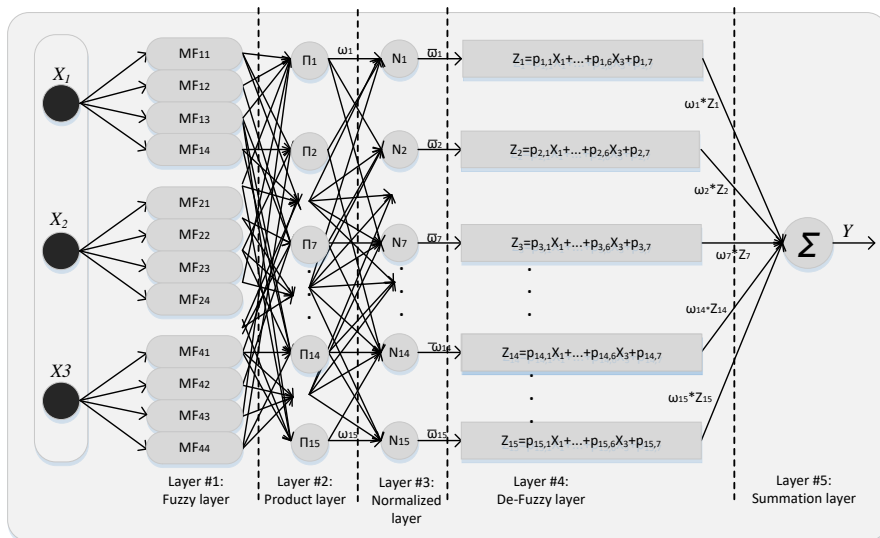 X1
X2
X3
MF11
MF12
MF13
MF14
MF21
MF22
MF23
MF24
MF41
MF42
MF43
MF44
Π1
Π2
Π7
Π14
Π15
ω1
ω15
N1
N2
N7
N14
N15
ω̅1
ω̅2
ω̅7
ω̅14
ω̅15
Z1=p1,1X1+...+p1,6X3+p1,7
Z2=p2,1X1+...+p2,6X3+p2,7
Z3=p3,1X1+...+p3,6X3+p3,7
Z14=p14,1X1+...+p14,6X3+p14,7
Z15=p15,1X1+...+p15,6X3+p15,7
ω1*Z1
ω2*Z2
ω7*Z7
ω14*Z14
ω15*Z15
Σ
Y
Layer #1:
Fuzzy layer
Layer #2:
Product layer
Layer #3:
Normalized
layer
Layer #4:
De-Fuzzy layer
Layer #5:
Summation layer